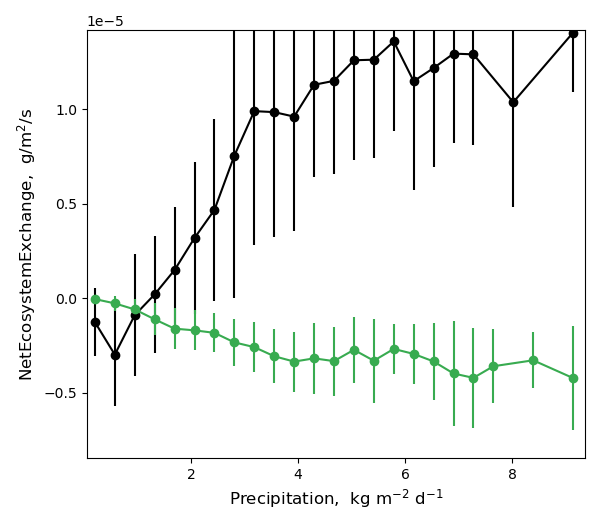 1e−5
1.0
0.5
0.0
−0.5
NetEcosystemExchange,  g/m²/s
2 4 6 8
Precipitation,  kg m⁻² d⁻¹